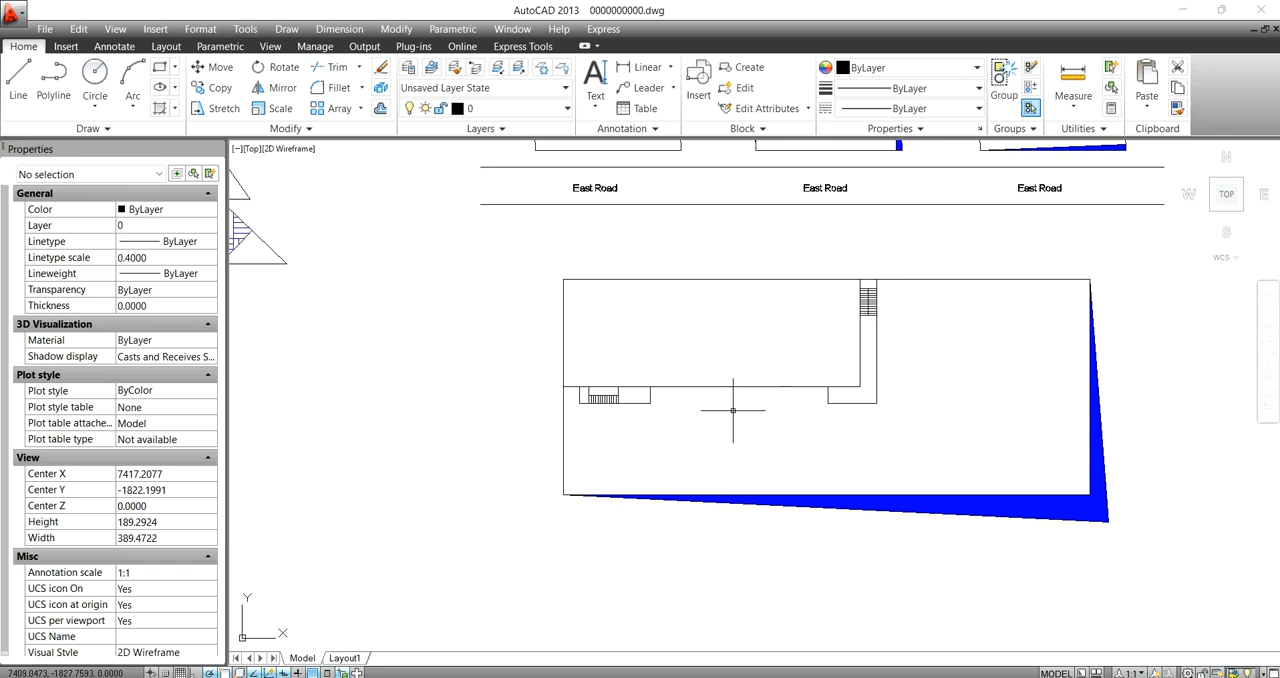 AutoCAD 2013 0000000000.dwg
File Edit View Insert Format Tools Draw Dimension Modify Parametric Window Help Express
Home Insert Annotate Layout Parametric View Manage Output Plug-ins Online Express Tools
Line Polyline Circle Arc
Move Rotate Trim
Copy Mirror Fillet
Stretch Scale Array
Unsaved Layer State
0
Text Linear
Leader
Table
Insert Create
Edit
Edit Attributes
ByLayer
ByLayer
ByLayer
Group Measure Paste
Draw Modify Layers Annotation Block Properties Groups Utilities Clipboard
Properties
[−][Top][2D Wireframe]
No selection
General
Color ByLayer
Layer 0
Linetype ByLayer
Linetype scale 0.4000
Lineweight ByLayer
Transparency ByLayer
Thickness 0.0000
3D Visualization
Material ByLayer
Shadow display Casts and Receives S...
Plot style
Plot style ByColor
Plot style table None
Plot table attache... Model
Plot table type Not available
View
Center X 7417.2077
Center Y -1822.1991
Center Z 0.0000
Height 189.2924
Width 389.4722
Misc
Annotation scale 1:1
UCS icon On Yes
UCS icon at origin Yes
UCS per viewport Yes
UCS Name
Visual Style 2D Wireframe
East Road East Road East Road
N
W TOP E
S
WCS
Y
X
Model Layout1
7409.0473, -1827.7593, 0.0000
MODEL 1:1